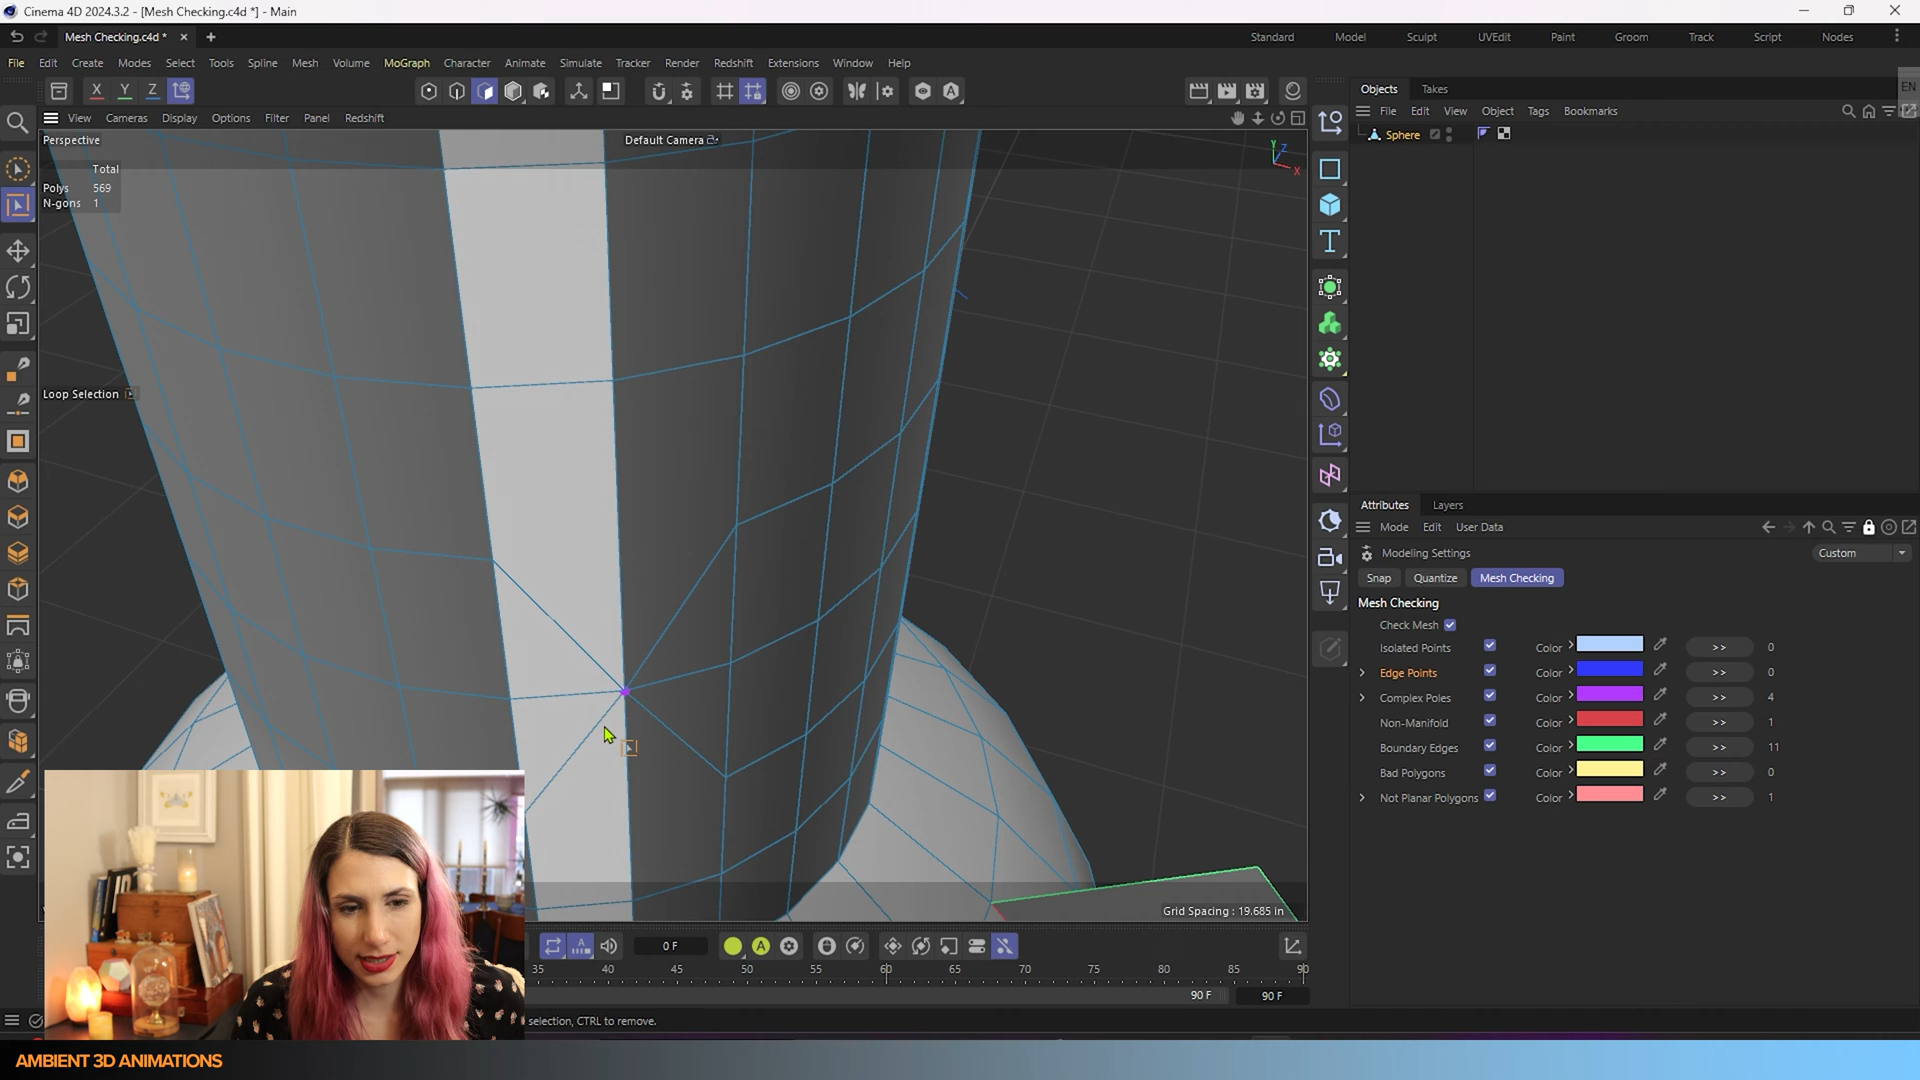 Cinema 4D 2024.3.2 - [Mesh Checking.c4d *] - Main
Mesh Checking.c4d *
Standard Model Sculpt UVEdit Paint Groom Track Script Nodes
File Edit Create Modes Select Tools Spline Mesh Volume MoGraph Character Animate Simulate Tracker Render Redshift Extensions Window Help
X Y Z
Objects Takes
EN
View Cameras Display Options Filter Panel Redshift
File Edit View Object Tags Bookmarks
Perspective
Default Camera
Sphere
Y Z X
Total
Polys 569
N-gons 1
Loop Selection
Attributes Layers
Mode Edit User Data
Modeling Settings
Custom
Snap Quantize Mesh Checking
Mesh Checking
Check Mesh
Isolated Points Color >> 0
Edge Points Color >> 0
Complex Poles Color >> 4
Non-Manifold Color >> 1
Boundary Edges Color >> 11
Bad Polygons Color >> 0
Not Planar Polygons Color >> 1
Grid Spacing : 19.685 in
0 F
35 40 45 50 55 60 65 70 75 80 85 90
90 F 90 F
selection, CTRL to remove.
AMBIENT 3D ANIMATIONS